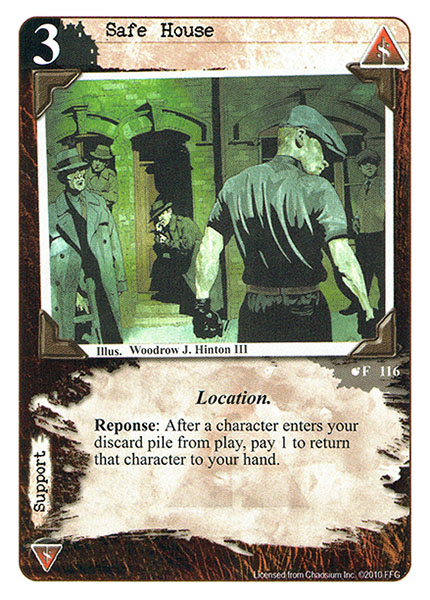 3
Safe House
Illus. Woodrow J. Hinton III
F 116
Location.
Reponse: After a character enters your
discard pile from play, pay 1 to return
that character to your hand.
Support
Licensed from Chaosium Inc. ©2010 FFG